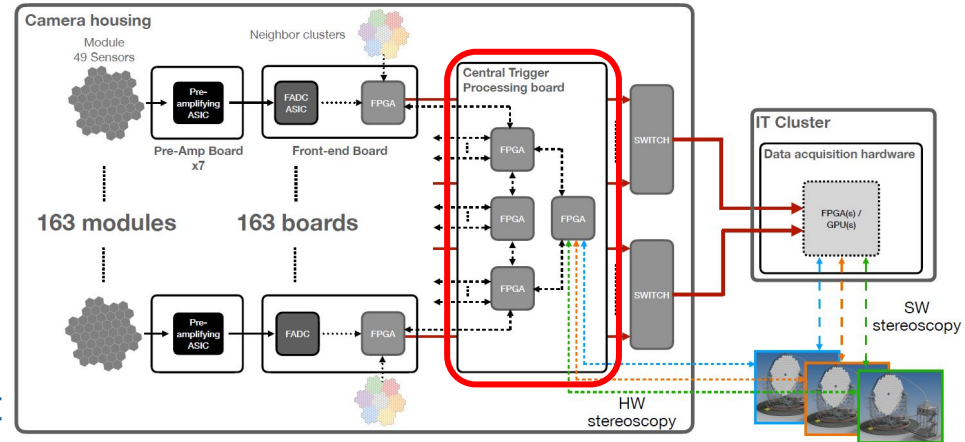 Camera housing
Module
49 Sensors
Neighbor clusters
Pre-
amplifying
ASIC
FADC
ASIC
FPGA
Pre-Amp Board
x7
Front-end Board
Central Trigger
Processing board
FPGA
FPGA
FPGA
FPGA
SWITCH
SWITCH
IT Cluster
Data acquisition hardware
FPGA(s) /
GPU(s)
163 modules
163 boards
Pre-
amplifying
ASIC
FADC
FPGA
SW
stereoscopy
HW
stereoscopy